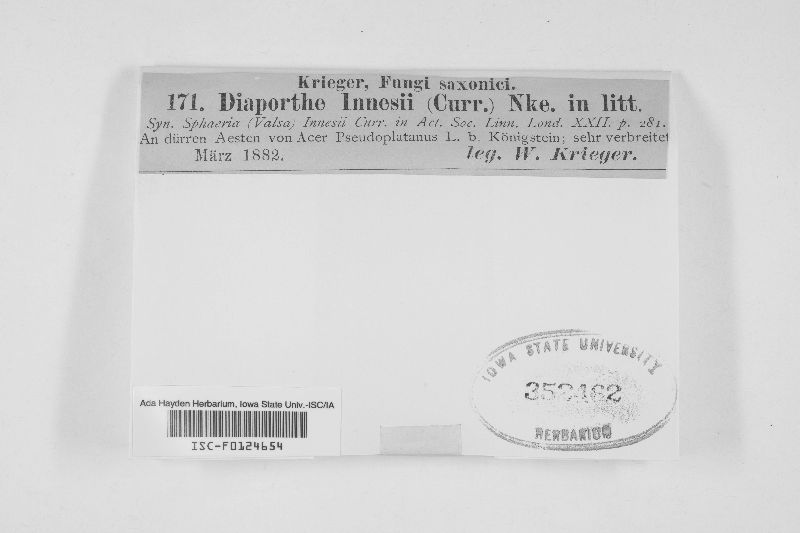 Krieger, Fungi saxonici.
171. Diaporthe Innesii (Curr.) Nke. in litt.
Syn. Sphaeria (Valsa) Innesii Curr. in Act. Soc. Linn. Lond. XXII. p. 281.
An dürren Aesten von Acer Pseudoplatanus L. b. Königstein; sehr verbreitet
März 1882. leg. W. Krieger.
IOWA STATE UNIVERSITY
HERBARIUM
Ada Hayden Herbarium, Iowa State Univ.-ISC/IA
ISC-F0124654